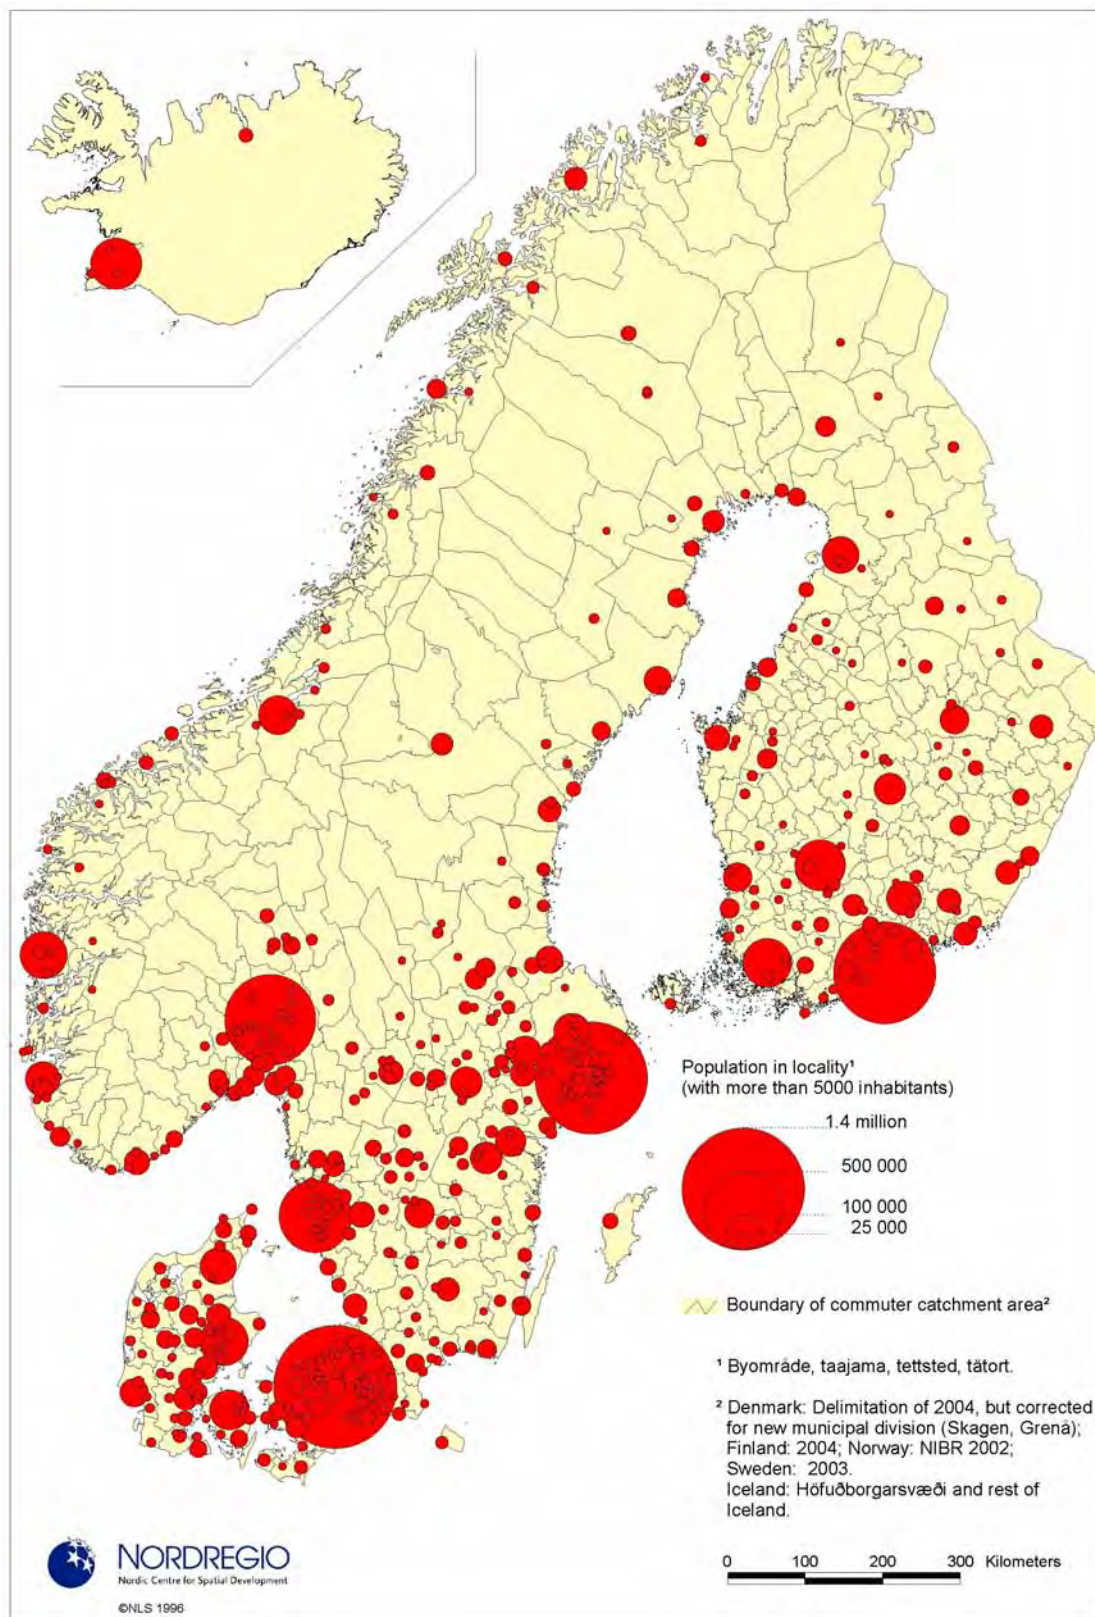 Population in locality¹
(with more than 5000 inhabitants)
1.4 million
500 000
100 000
25 000
Boundary of commuter catchment area²
¹ Byområde, taajama, tettsted, tätort.
² Denmark: Delimitation of 2004, but corrected
for new municipal division (Skagen, Grenå);
Finland: 2004; Norway: NIBR 2002;
Sweden: 2003.
Iceland: Höfuðborgarsvæði and rest of
Iceland.
0 100 200 300 Kilometers
NORDREGIO
Nordic Centre for Spatial Development
©NLS 1996